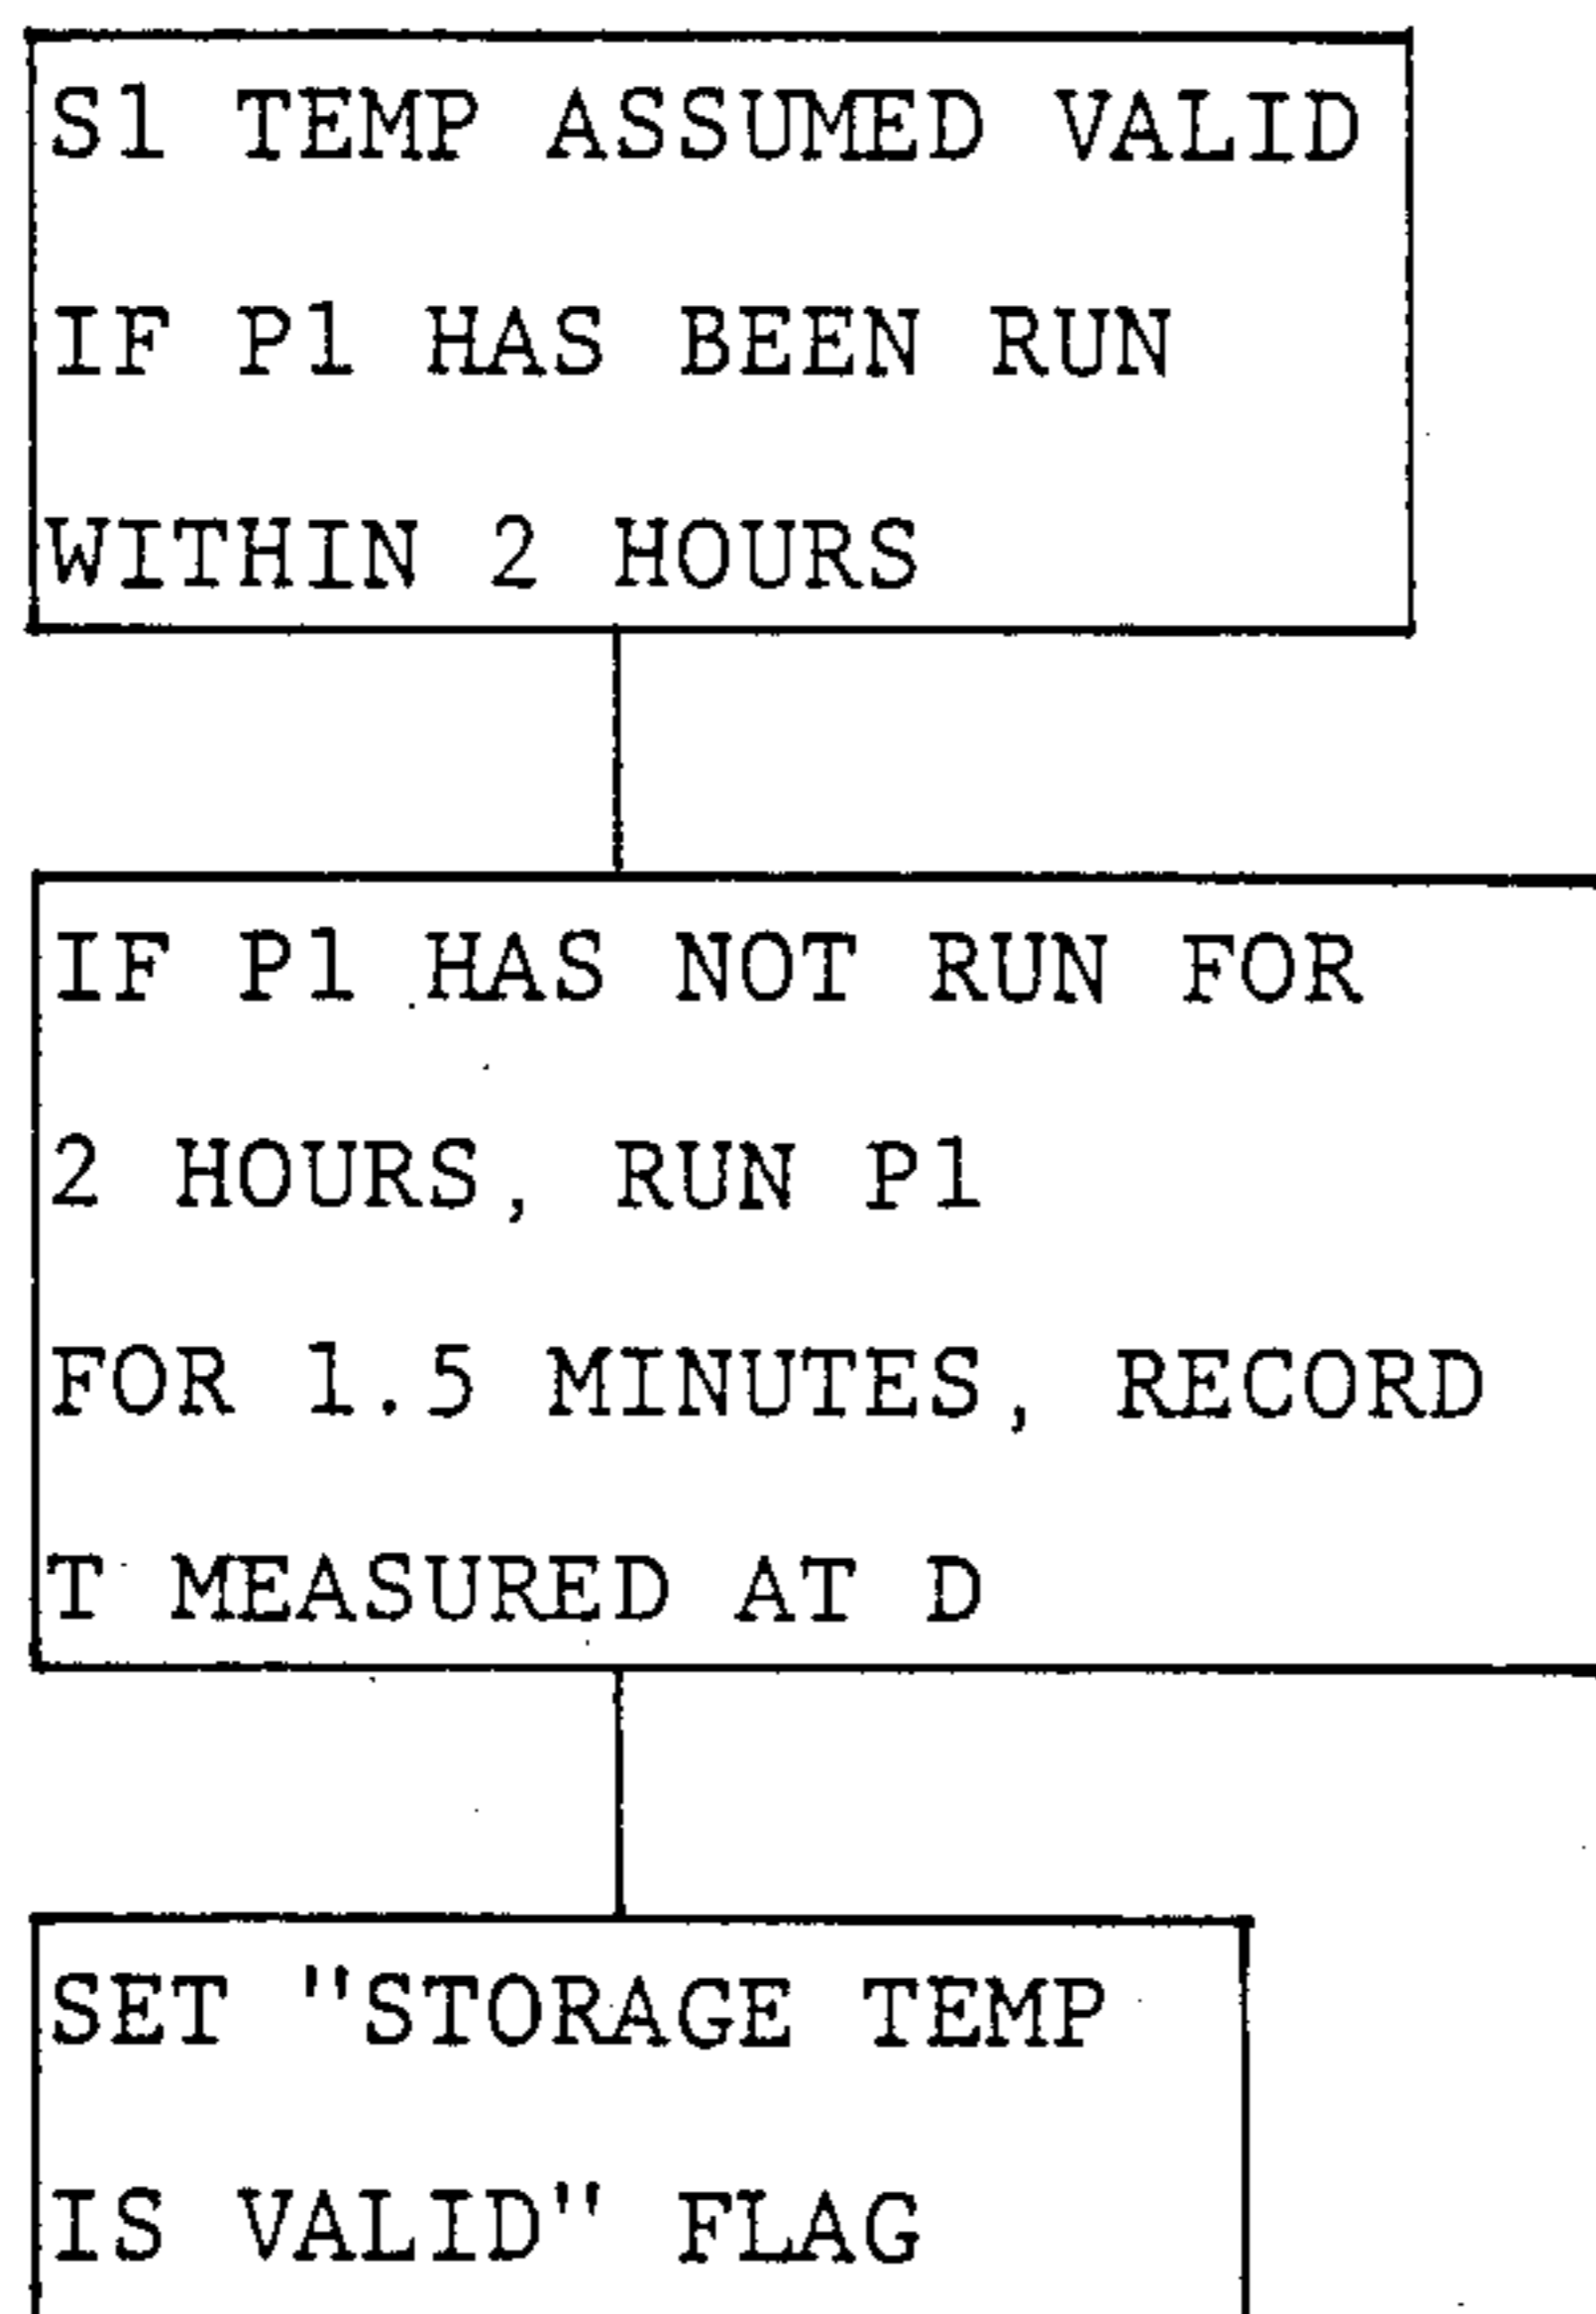 S1 TEMP ASSUMED VALID
IF P1 HAS BEEN RUN
WITHIN 2 HOURS
IF P1 HAS NOT RUN FOR
2 HOURS, RUN P1
FOR 1.5 MINUTES, RECORD
T MEASURED AT D
SET "STORAGE TEMP
IS VALID" FLAG